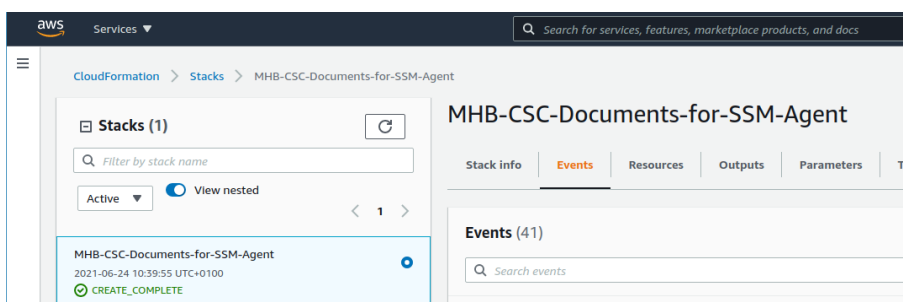 aws Services ▼ Search for services, features, marketplace products, and docs
CloudFormation > Stacks > MHB-CSC-Documents-for-SSM-Agent
Stacks (1)
Filter by stack name
Active ▼ View nested
< 1 >
MHB-CSC-Documents-for-SSM-Agent
2021-06-24 10:39:55 UTC+0100
CREATE_COMPLETE
MHB-CSC-Documents-for-SSM-Agent
Stack info Events Resources Outputs Parameters
Events (41)
Search events